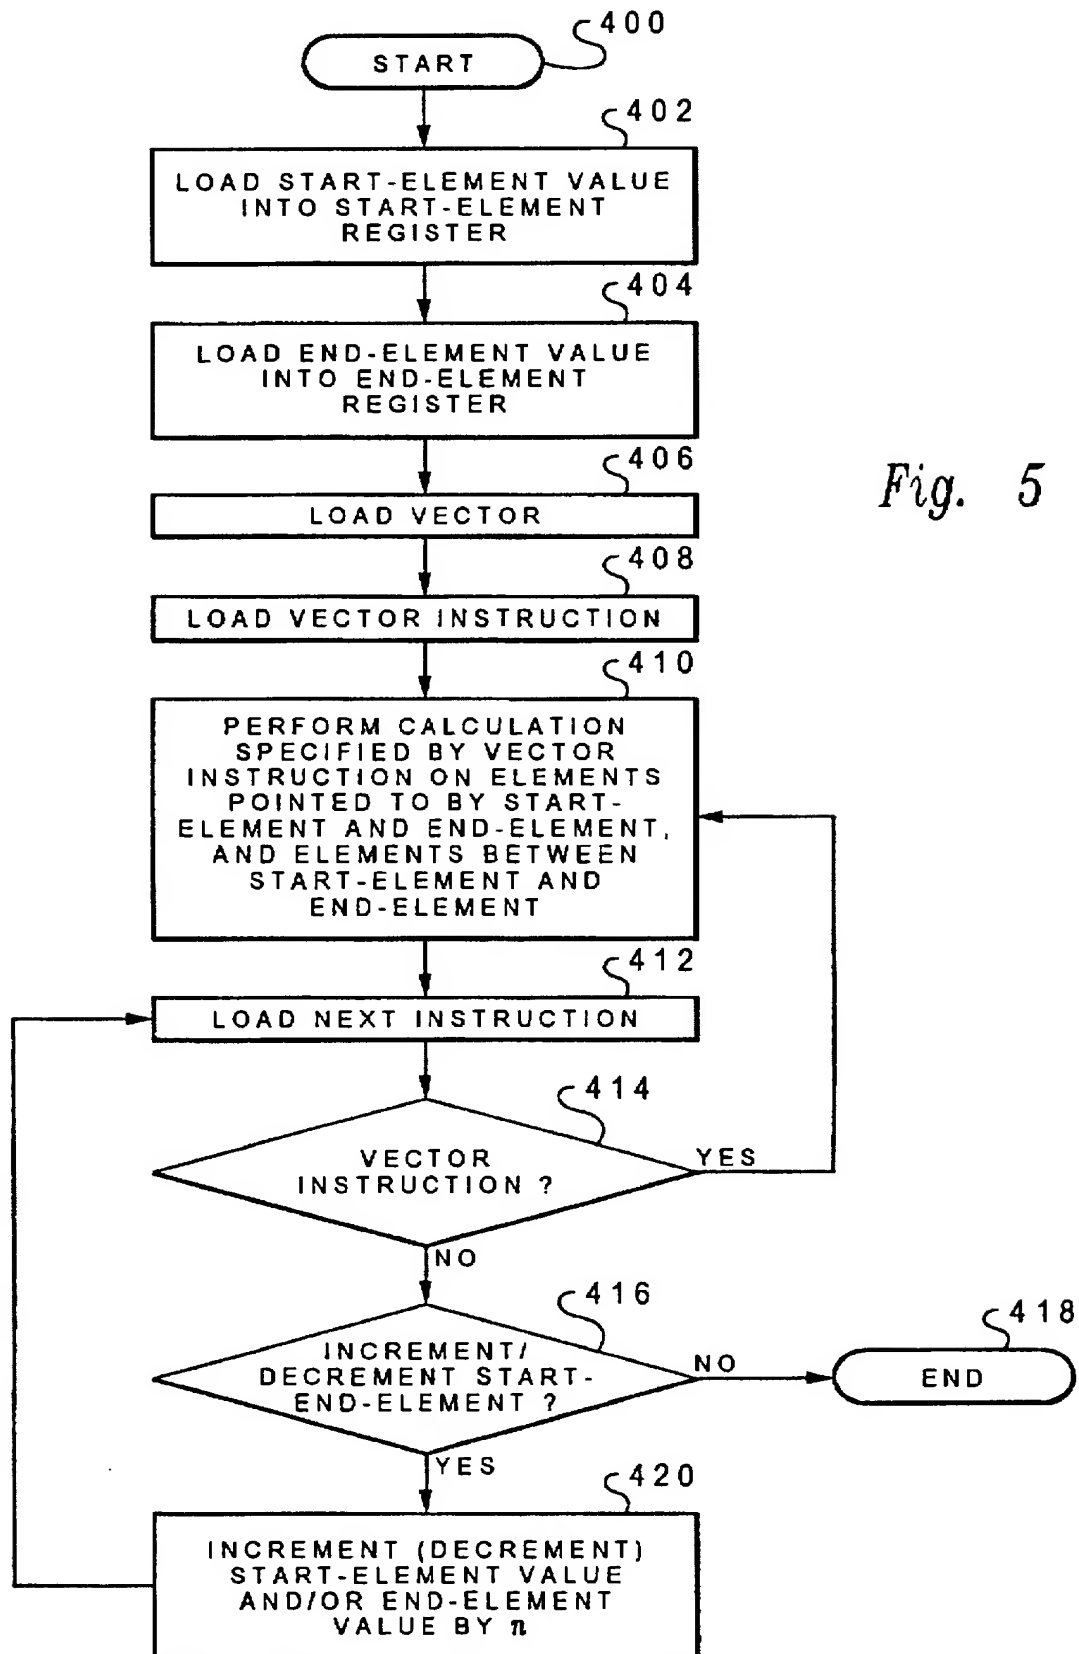 400
START
402
LOAD START-ELEMENT VALUE
INTO START-ELEMENT
REGISTER
404
LOAD END-ELEMENT VALUE
INTO END-ELEMENT
REGISTER
406
LOAD VECTOR
Fig. 5
408
LOAD VECTOR INSTRUCTION
410
PERFORM CALCULATION
SPECIFIED BY VECTOR
INSTRUCTION ON ELEMENTS
POINTED TO BY START-
ELEMENT AND END-ELEMENT,
AND ELEMENTS BETWEEN
START-ELEMENT AND
END-ELEMENT
412
LOAD NEXT INSTRUCTION
414
VECTOR
INSTRUCTION ?
YES
NO
416
INCREMENT/
DECREMENT START-
END-ELEMENT ?
NO
418
END
YES
420
INCREMENT (DECREMENT)
START-ELEMENT VALUE
AND/OR END-ELEMENT
VALUE BY n